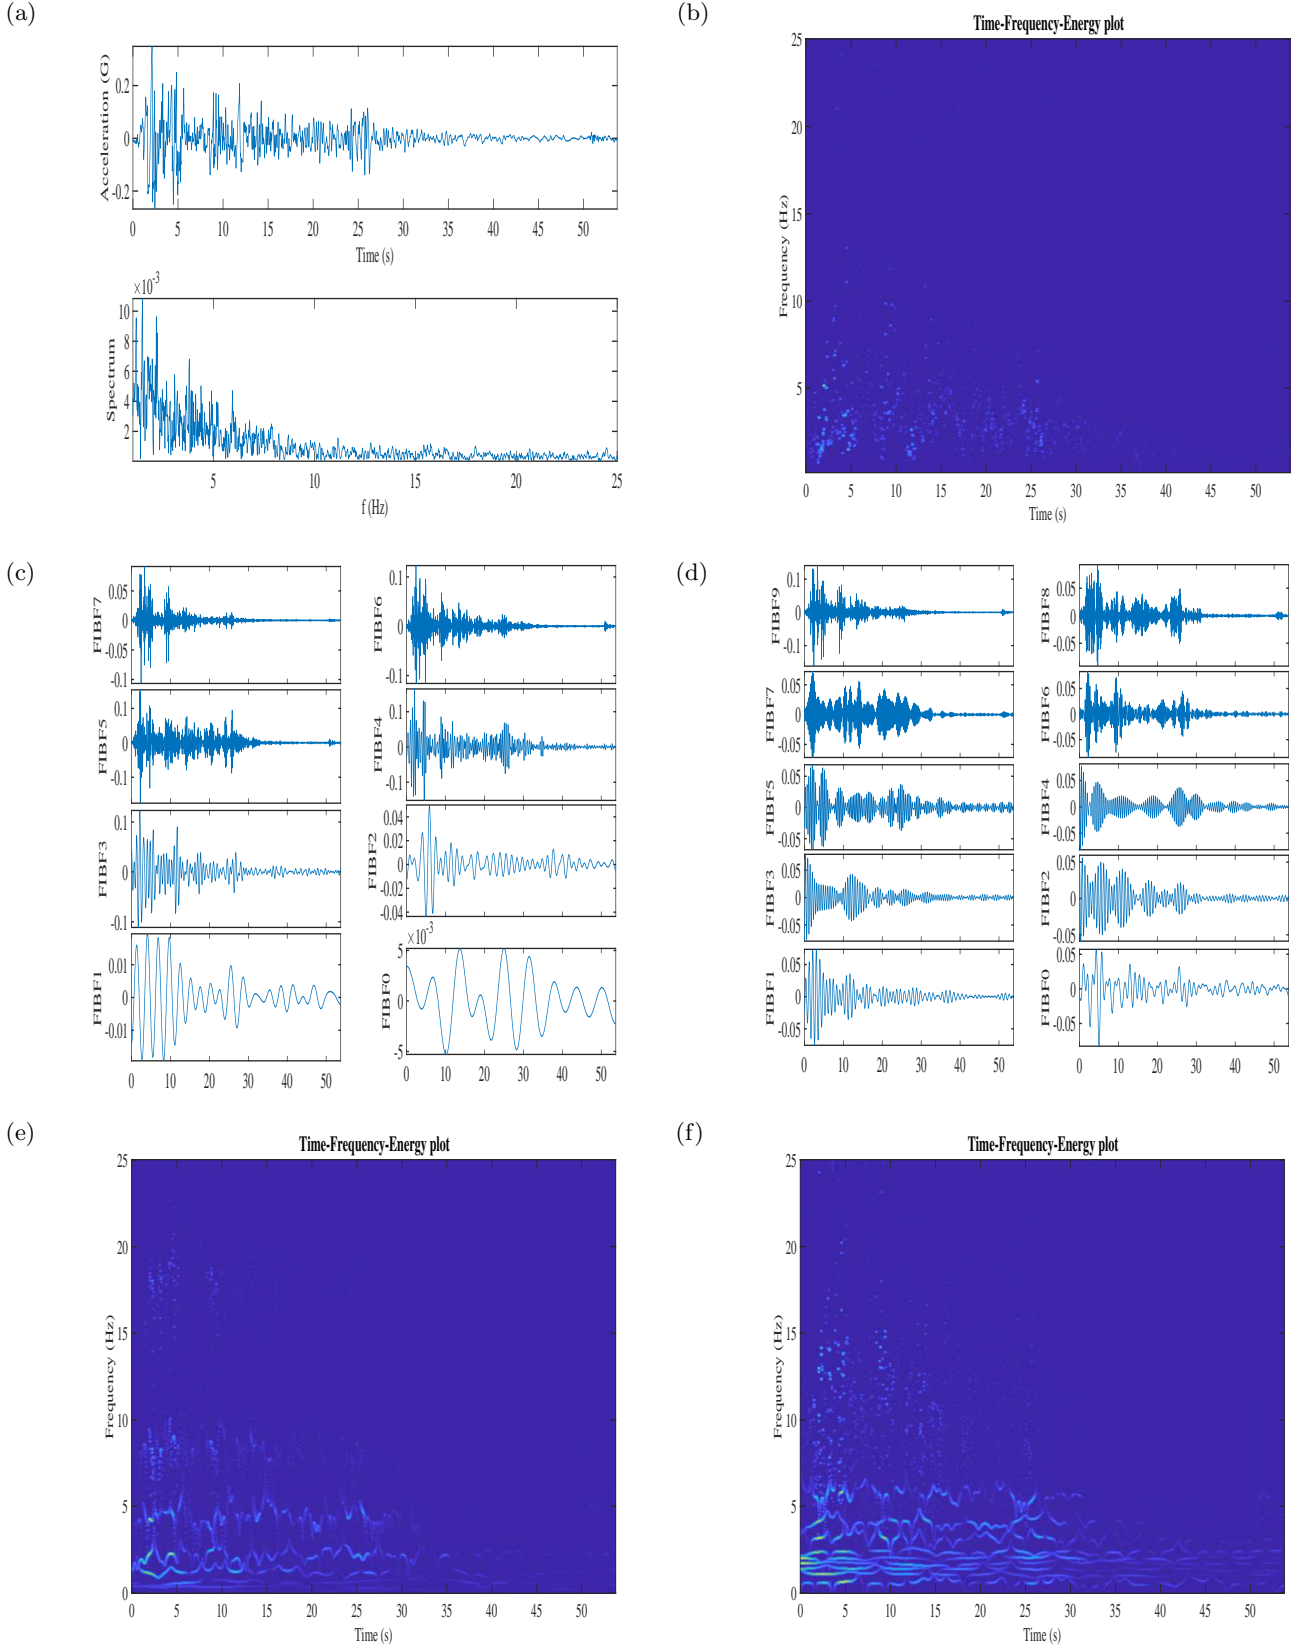 (a)
Acceleration (G)
0.2
0
-0.2
0 5 10 15 20 25 30 35 40 45 50
Time (s)
×10-3
Spectrum
10
8
6
4
2
5 10 15 20 25
f (Hz)
(b)
Time-Frequency-Energy plot
Frequency (Hz)
25
20
15
10
5
0 5 10 15 20 25 30 35 40 45 50
Time (s)
(c)
FIBF7
0.05
0
-0.05
-0.1
FIBF6
0.1
0
-0.1
FIBF5
0.1
0
-0.1
FIBF4
0.1
0
-0.1
FIBF3
0.1
0
-0.1
FIBF2
0.04
0.02
0
-0.02
-0.04
FIBF1
0.01
0
-0.01
0 10 20 30 40 50
FIBF0
×10-3
5
0
-5
0 10 20 30 40 50
(d)
FIBF9
0.1
0
-0.1
FIBF8
0.05
0
-0.05
FIBF7
0.05
0
-0.05
FIBF6
0.05
0
-0.05
FIBF5
0.05
0
-0.05
FIBF4
0.05
0
-0.05
FIBF3
0.05
0
-0.05
FIBF2
0.05
0
-0.05
FIBF1
0.05
0
-0.05
0 10 20 30 40 50
FIBF0
0.05
0
-0.05
0 10 20 30 40 50
(e)
Time-Frequency-Energy plot
Frequency (Hz)
25
20
15
10
5
0
0 5 10 15 20 25 30 35 40 45 50
Time (s)
(f)
Time-Frequency-Energy plot
Frequency (Hz)
25
20
15
10
5
0
0 5 10 15 20 25 30 35 40 45 50
Time (s)